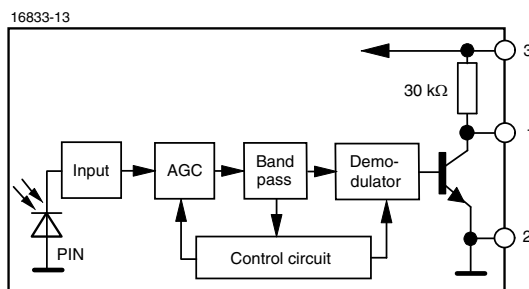 16833-13
3
30 kΩ
1
Input
AGC
Band
pass
Demo-
dulator
2
PIN
Control circuit